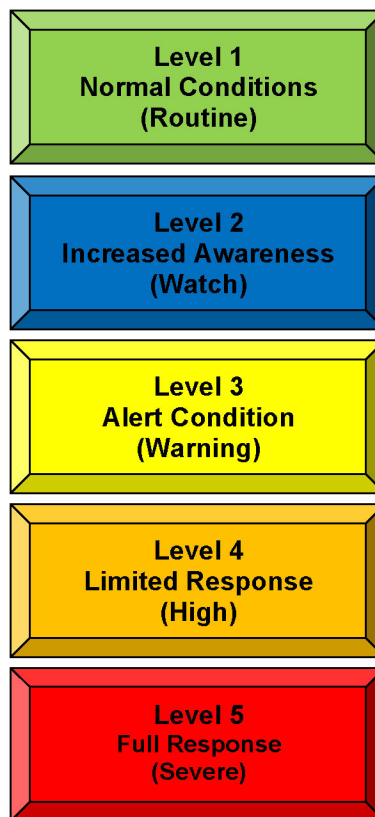 Level 1
Normal Conditions
(Routine)
Level 2
Increased Awareness
(Watch)
Level 3
Alert Condition
(Warning)
Level 4
Limited Response
(High)
Level 5
Full Response
(Severe)